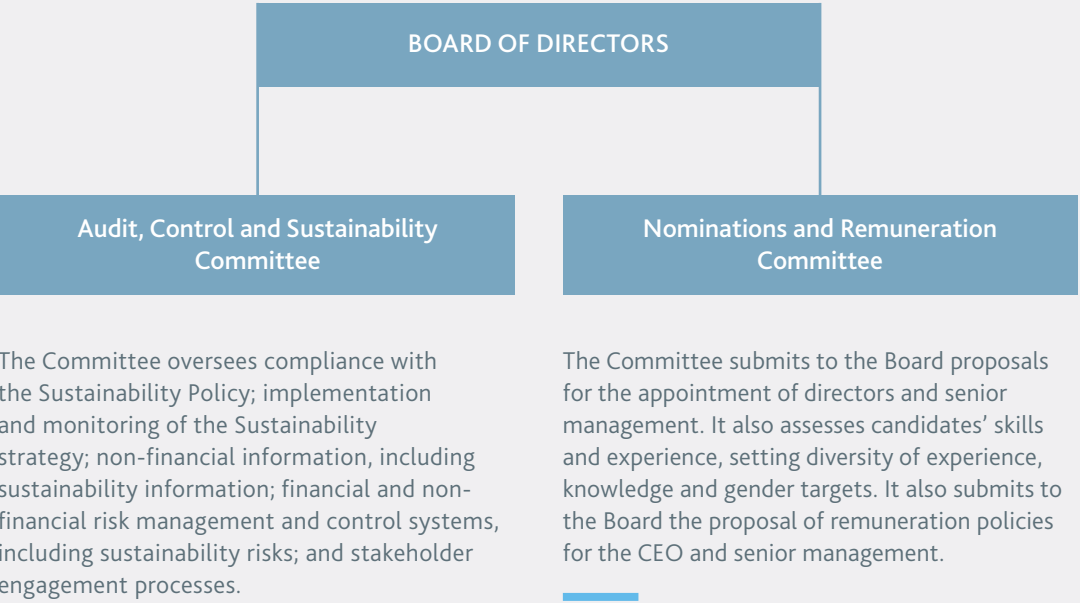 BOARD OF DIRECTORS
Audit, Control and Sustainability
Committee
The Committee oversees compliance with
the Sustainability Policy; implementation
and monitoring of the Sustainability
strategy; non-financial information, including
sustainability information; financial and non-
financial risk management and control systems,
including sustainability risks; and stakeholder
engagement processes.
Nominations and Remuneration
Committee
The Committee submits to the Board proposals
for the appointment of directors and senior
management. It also assesses candidates’ skills
and experience, setting diversity of experience,
knowledge and gender targets. It also submits to
the Board the proposal of remuneration policies
for the CEO and senior management.